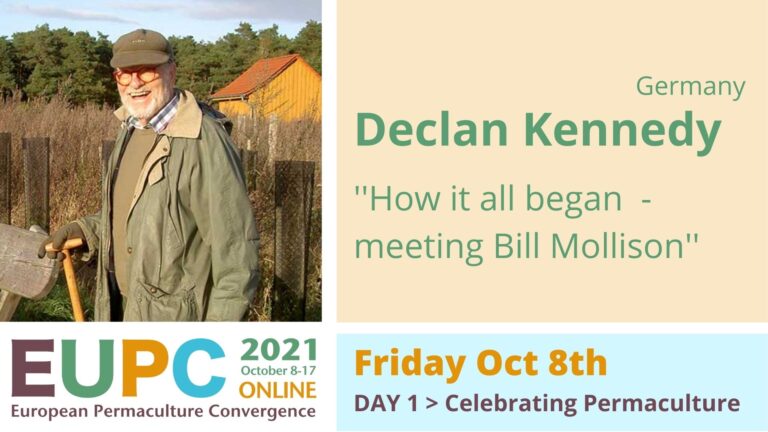 Germany
Declan Kennedy
''How it all began  -
meeting Bill Mollison''
EUPC
2021
October 8-17
ONLINE
European Permaculture Convergence
Friday Oct 8th
DAY 1 > Celebrating Permaculture